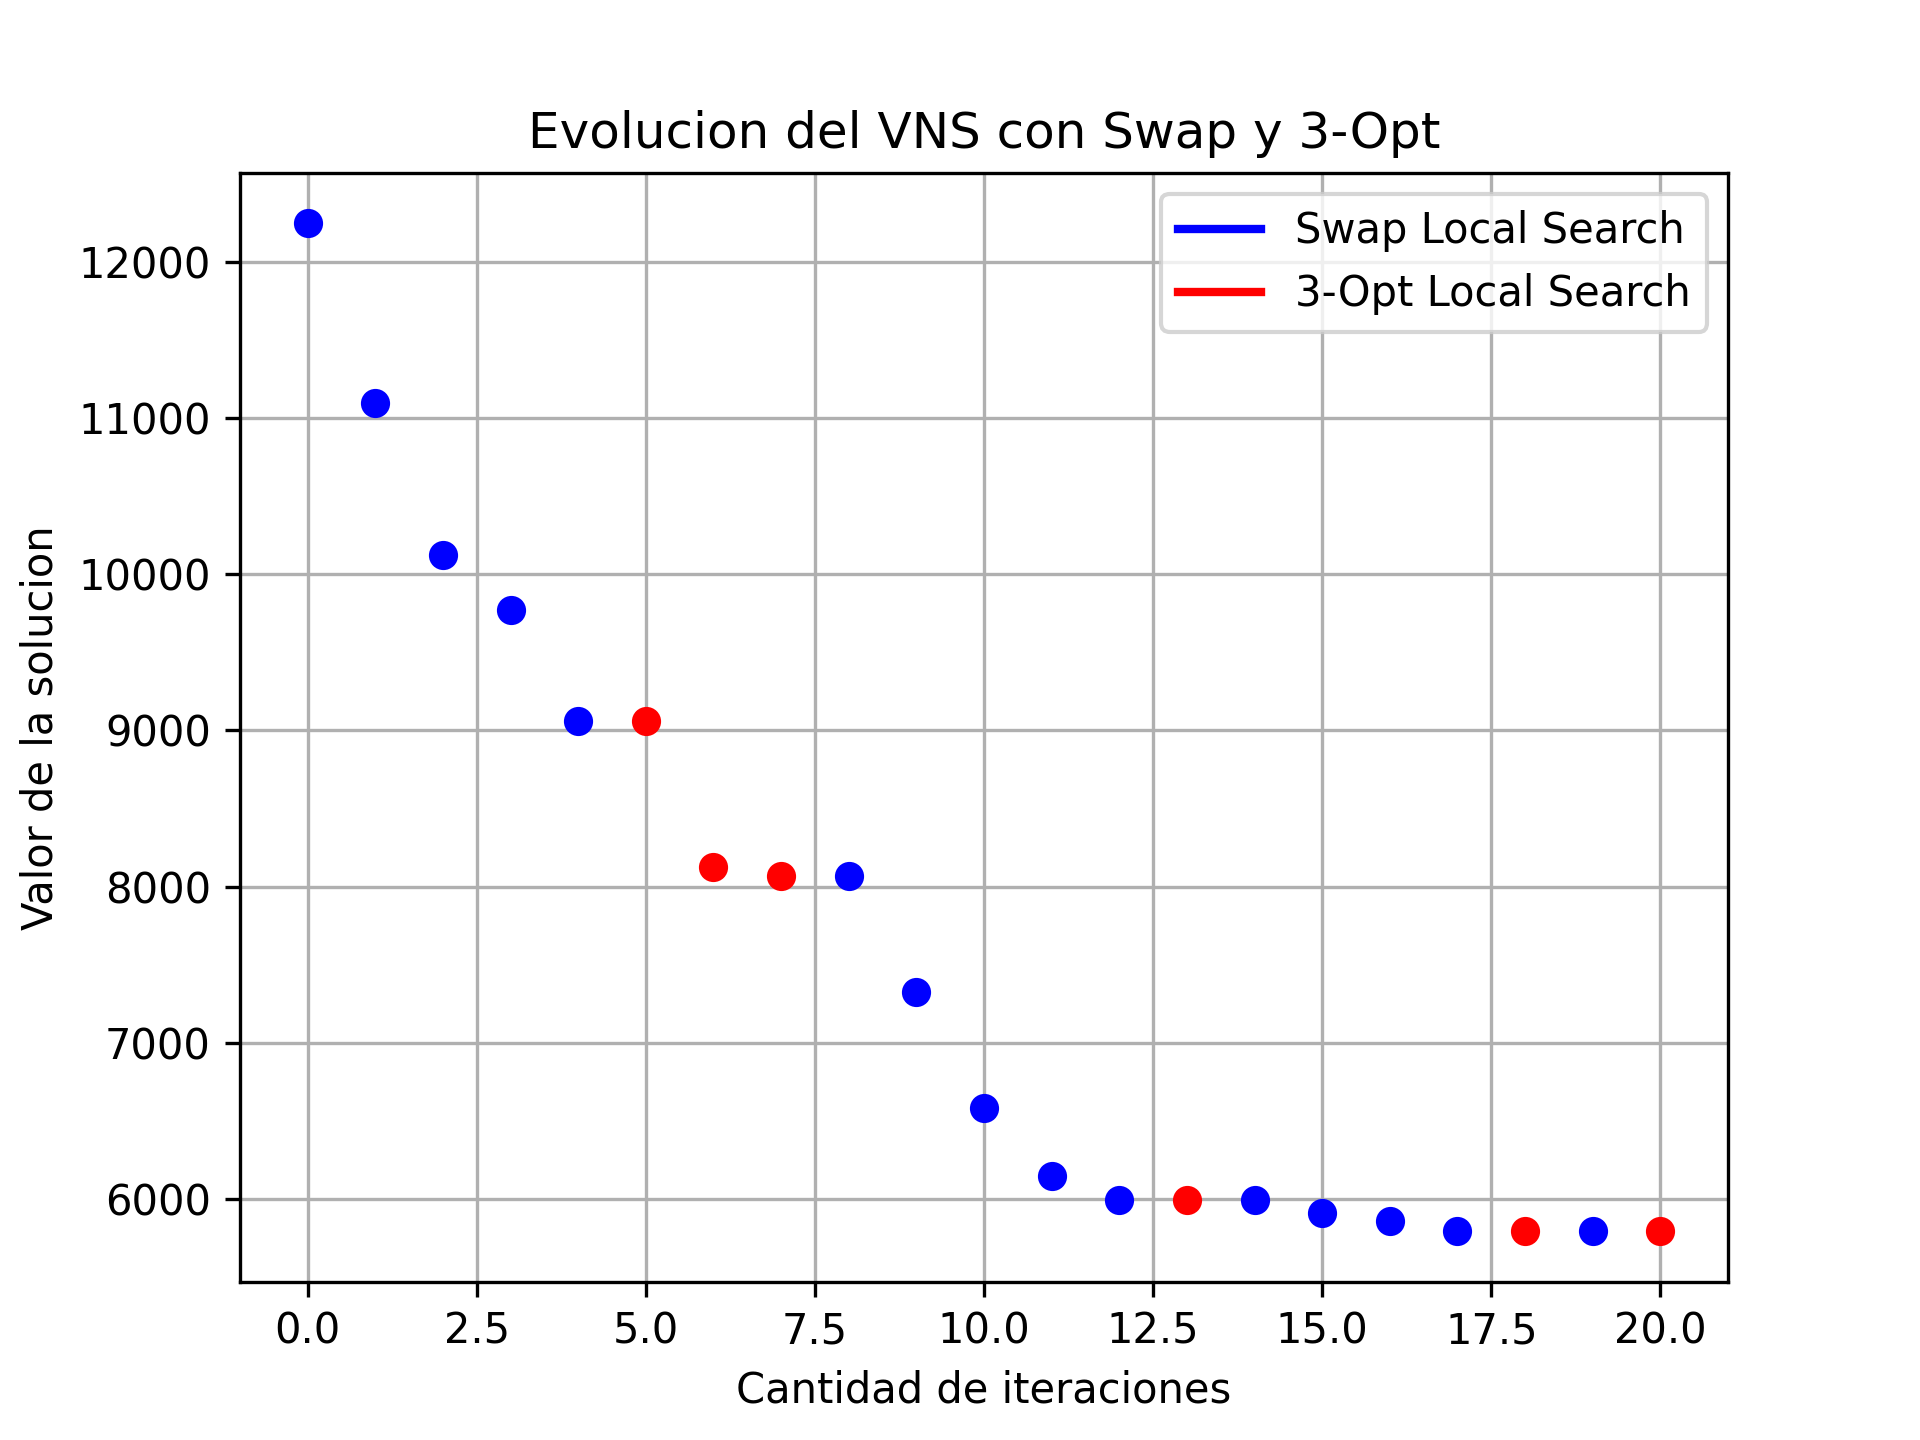 Evolucion del VNS con Swap y 3-Opt
Swap Local Search
3-Opt Local Search
12000
11000
10000
9000
8000
7000
6000
Valor de la solucion
0.0 2.5 5.0 7.5 10.0 12.5 15.0 17.5 20.0
Cantidad de iteraciones